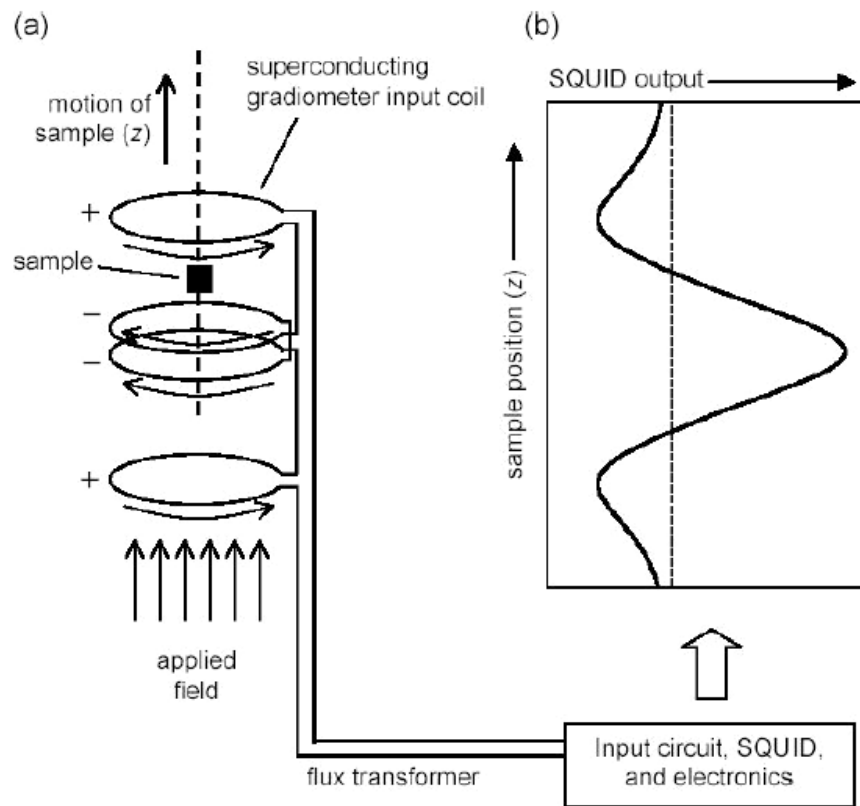 (a)
motion of
sample (z)
superconducting
gradiometer input coil
+
sample
−
−
+
applied
field
flux transformer
(b)
SQUID output
sample position (z)
Input circuit, SQUID,
and electronics